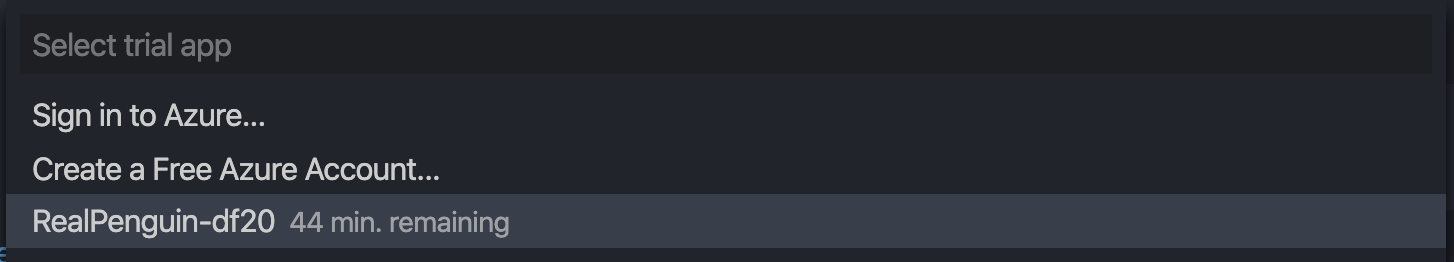 Select trial app
Sign in to Azure...
Create a Free Azure Account...
RealPenguin-df20 44 min. remaining